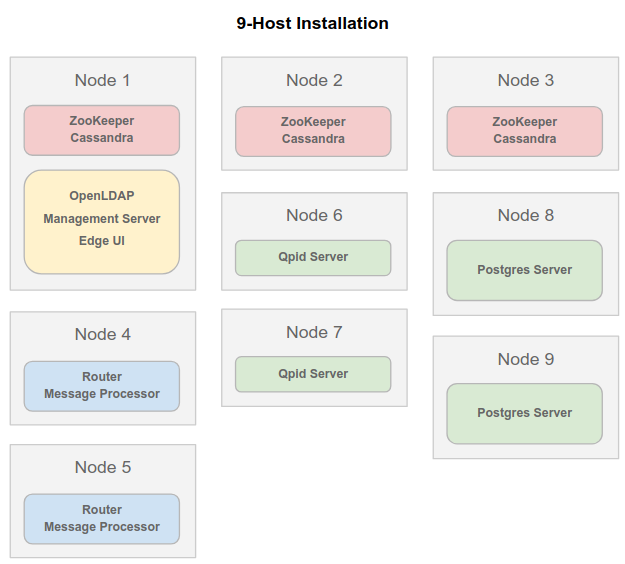 9-Host Installation
Node 1
ZooKeeper
Cassandra
OpenLDAP
Management Server
Edge UI
Node 2
ZooKeeper
Cassandra
Node 3
ZooKeeper
Cassandra
Node 4
Router
Message Processor
Node 5
Router
Message Processor
Node 6
Qpid Server
Node 7
Qpid Server
Node 8
Postgres Server
Node 9
Postgres Server